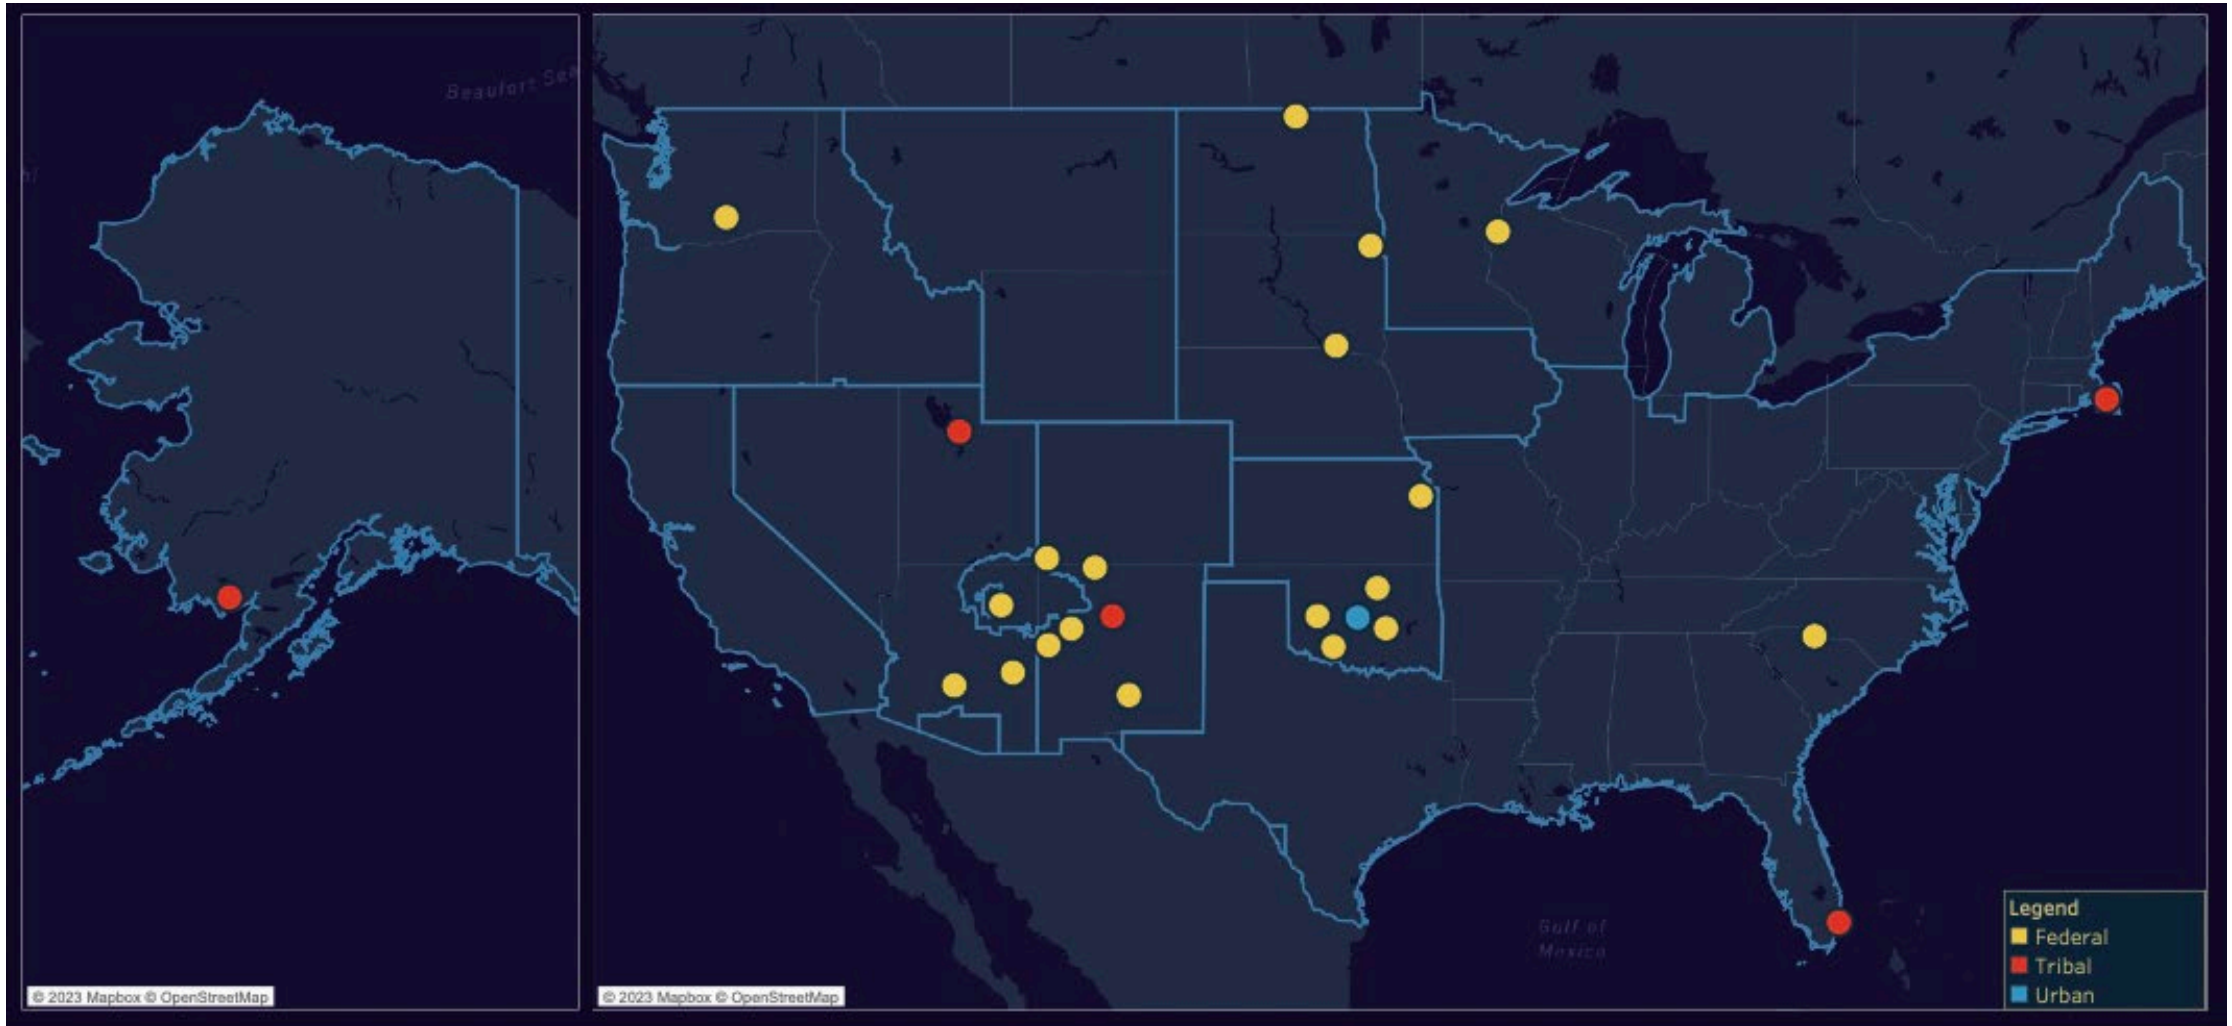 Beaufort Sea
Gulf of
Mexico
Legend
Federal
Tribal
Urban
© 2023 Mapbox © OpenStreetMap
© 2023 Mapbox © OpenStreetMap